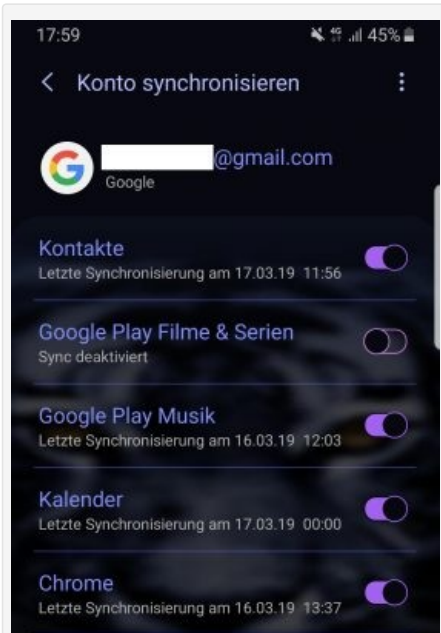 17:59 4G 45%
Konto synchronisieren
@gmail.com
Google
Kontakte
Letzte Synchronisierung am 17.03.19 11:56
Google Play Filme & Serien
Sync deaktiviert
Google Play Musik
Letzte Synchronisierung am 16.03.19 12:03
Kalender
Letzte Synchronisierung am 17.03.19 00:00
Chrome
Letzte Synchronisierung am 16.03.19 13:37